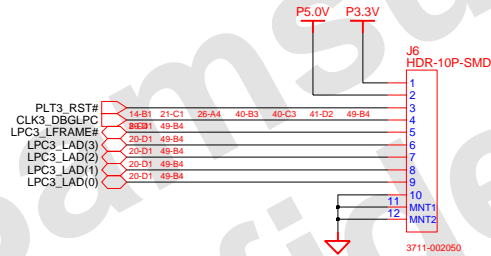 P5.0V P3.3V
J6
HDR-10P-SMD
1
2
PLT3_RST# 14-B1 21-C1 26-A4 40-B3 40-C3 41-D2 49-B4 3
CLK3_DBGLPC 49-B4 4
LPC3_LFRAME# 20-D1 49-B4 5
LPC3_LAD(3) 20-D1 49-B4 6
LPC3_LAD(2) 20-D1 49-B4 7
LPC3_LAD(1) 20-D1 49-B4 8
LPC3_LAD(0) 20-D1 49-B4 9
10
11 MNT1
12 MNT2
3711-002050